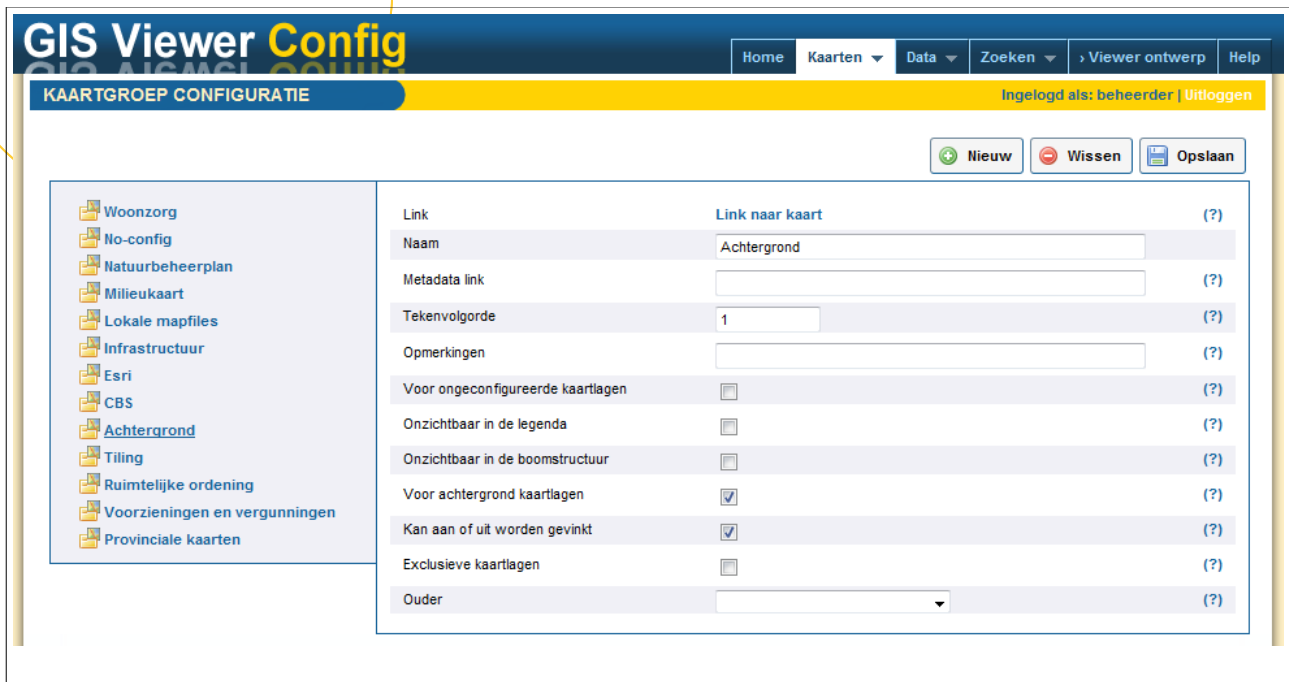 GIS Viewer Config
Home Kaarten Data Zoeken › Viewer ontwerp Help
KAARTGROEP CONFIGURATIE
Ingelogd als: beheerder | Uitloggen
Nieuw Wissen Opslaan
Woonzorg
No-config
Natuurbeheerplan
Milieukaart
Lokale mapfiles
Infrastructuur
Esri
CBS
Achtergrond
Tiling
Ruimtelijke ordening
Voorzieningen en vergunningen
Provinciale kaarten
Link Link naar kaart (?)
Naam Achtergrond
Metadata link (?)
Tekenvolgorde 1 (?)
Opmerkingen (?)
Voor ongeconfigureerde kaartlagen (?)
Onzichtbaar in de legenda (?)
Onzichtbaar in de boomstructuur (?)
Voor achtergrond kaartlagen (?)
Kan aan of uit worden gevinkt (?)
Exclusieve kaartlagen (?)
Ouder (?)